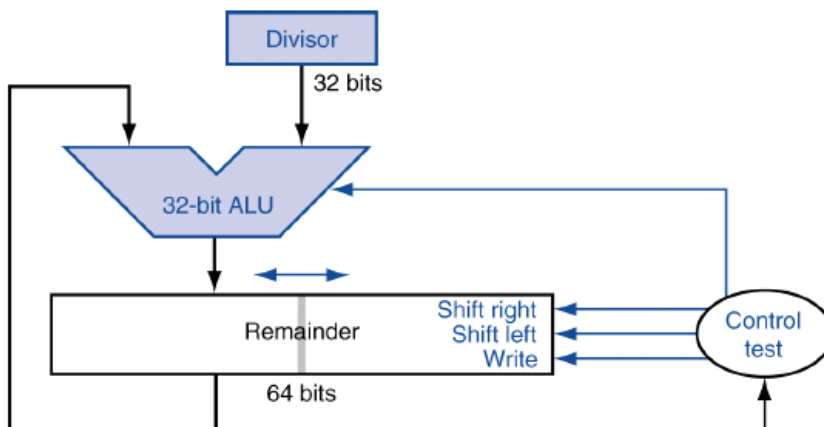 Divisor
32 bits
32-bit ALU
Remainder
Shift right
Shift left
Write
Control
test
64 bits